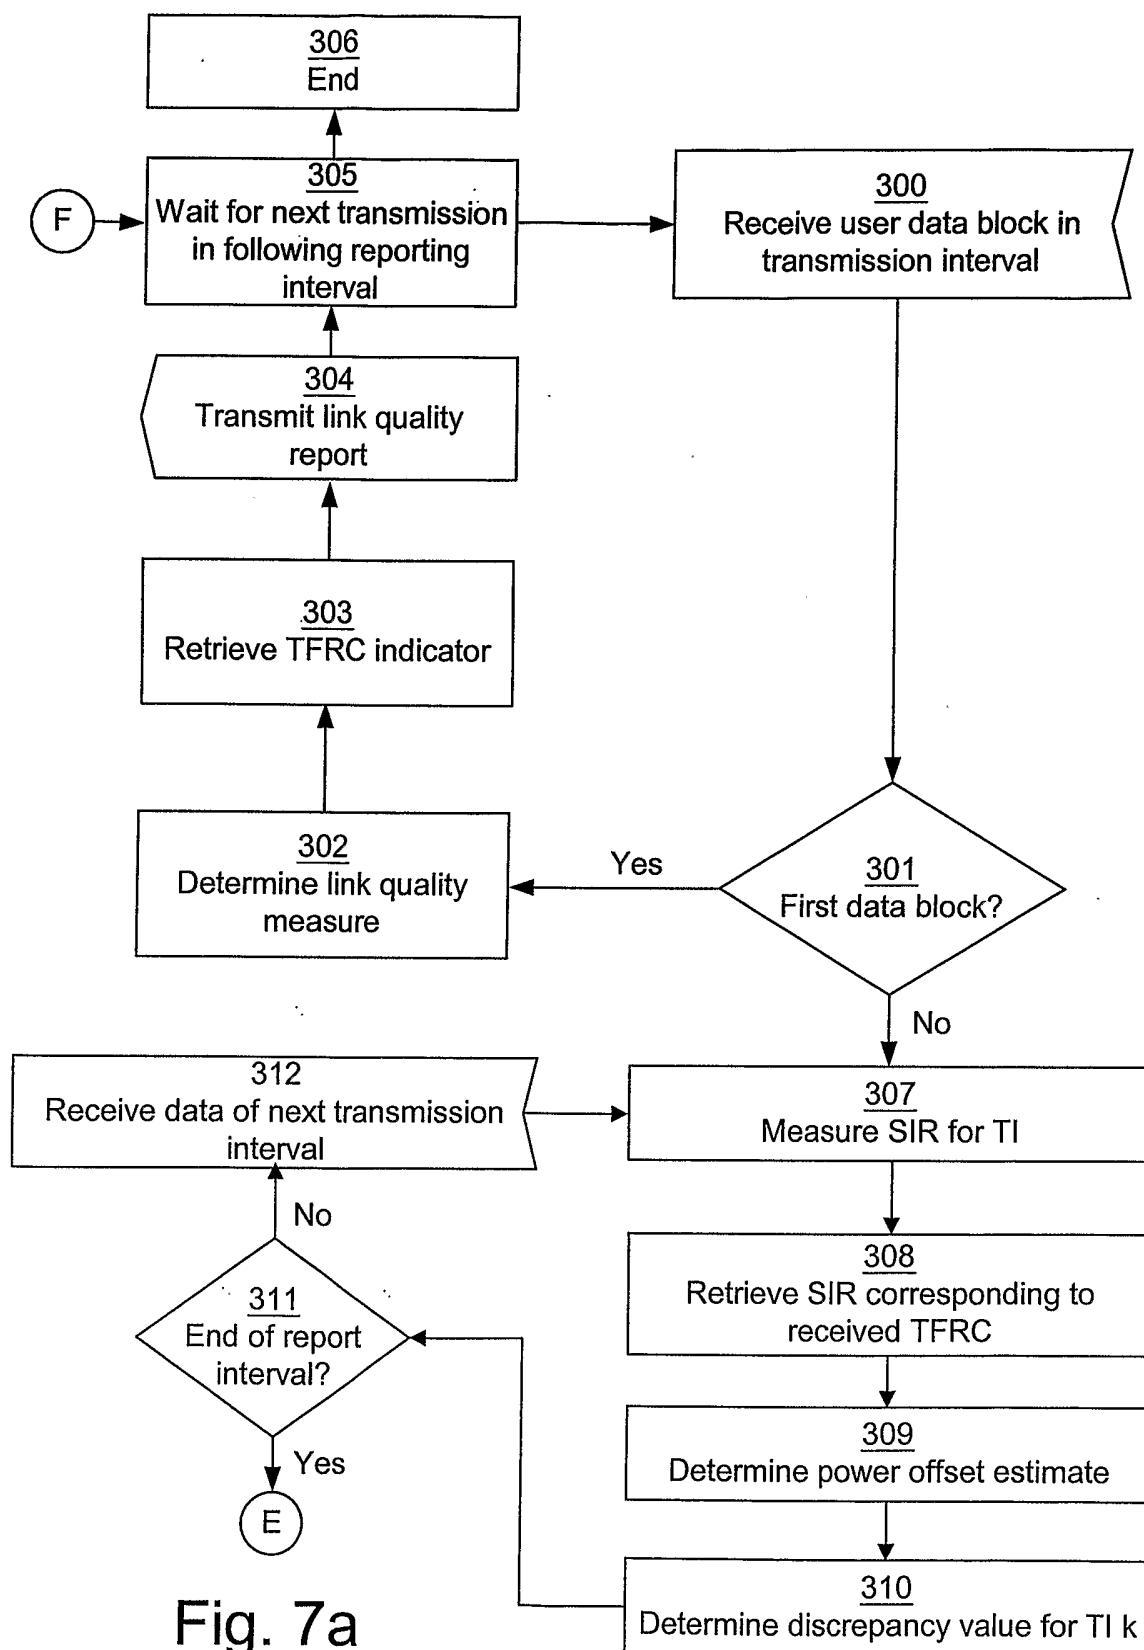 306
End
305
Wait for next transmission
in following reporting
interval
F
300
Receive user data block in
transmission interval
304
Transmit link quality
report
303
Retrieve TFRC indicator
302
Determine link quality
measure
Yes
301
First data block?
No
312
Receive data of next transmission
interval
307
Measure SIR for TI
No
308
Retrieve SIR corresponding to
received TFRC
311
End of report
interval?
309
Determine power offset estimate
Yes
E
310
Determine discrepancy value for TI k
Fig. 7a